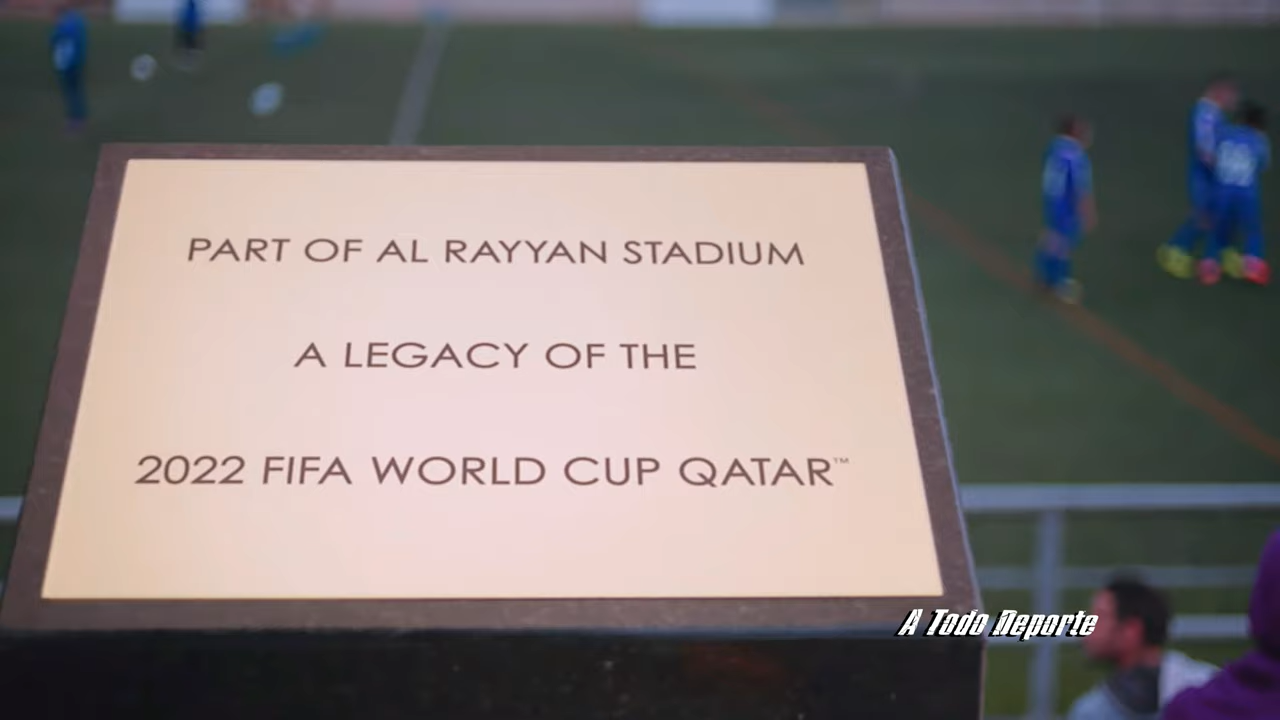 PART OF AL RAYYAN STADIUM
A LEGACY OF THE
2022 FIFA WORLD CUP QATAR™
A Todo Deporte